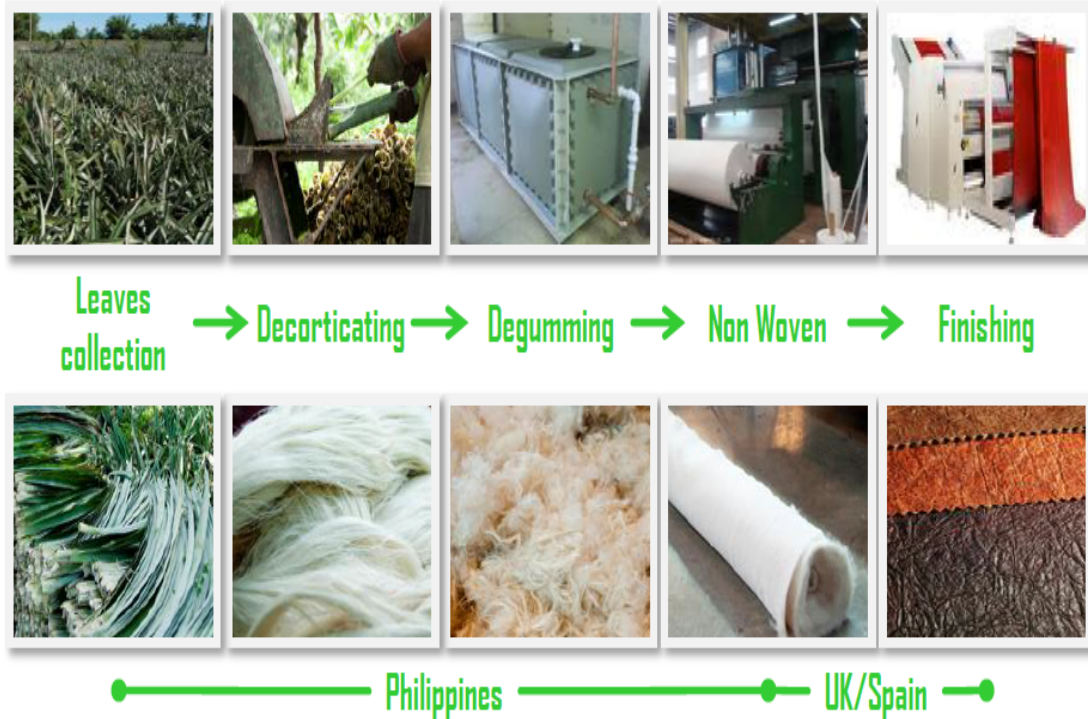 Leaves
collection
Decorticating
Degumming
Non Woven
Finishing
Philippines
UK/Spain